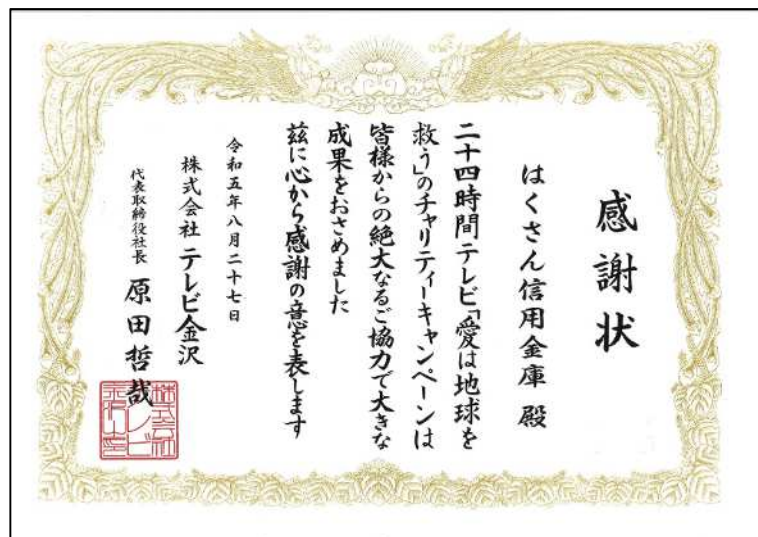 感謝状
はくさん信用金庫 殿
二十四時間テレビ「愛は地球を
救う」のチャリティーキャンペーンは
皆様からの絶大なるご協力で大きな
成果をおさめました
茲に心から感謝の意を表します
令和五年八月二十七日
株式会社 テレビ金沢
代表取締役社長 原田哲哉